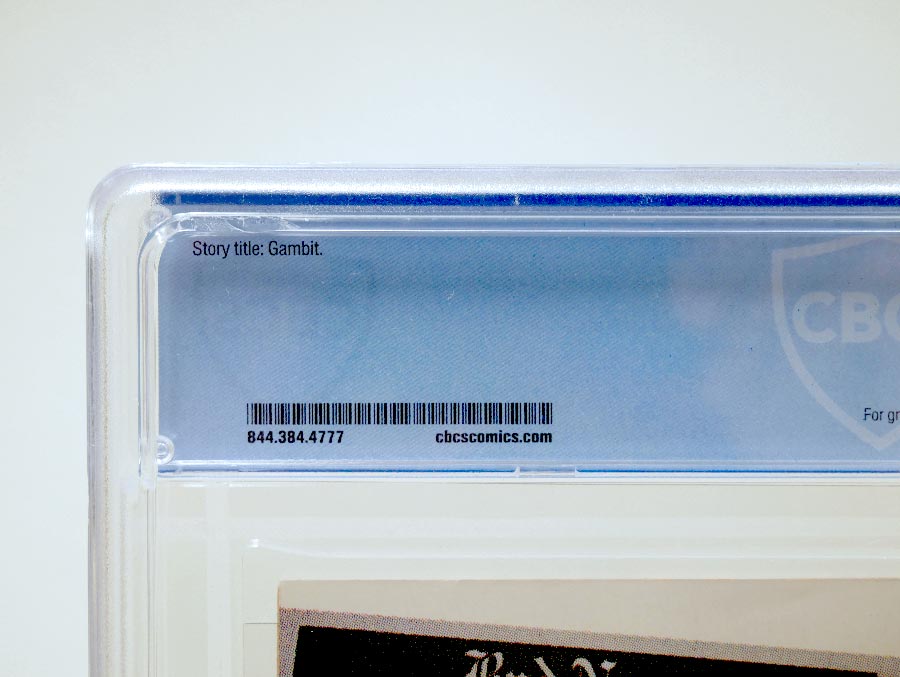 Story title: Gambit.
CBC
For gr
844.384.4777 cbcscomics.com